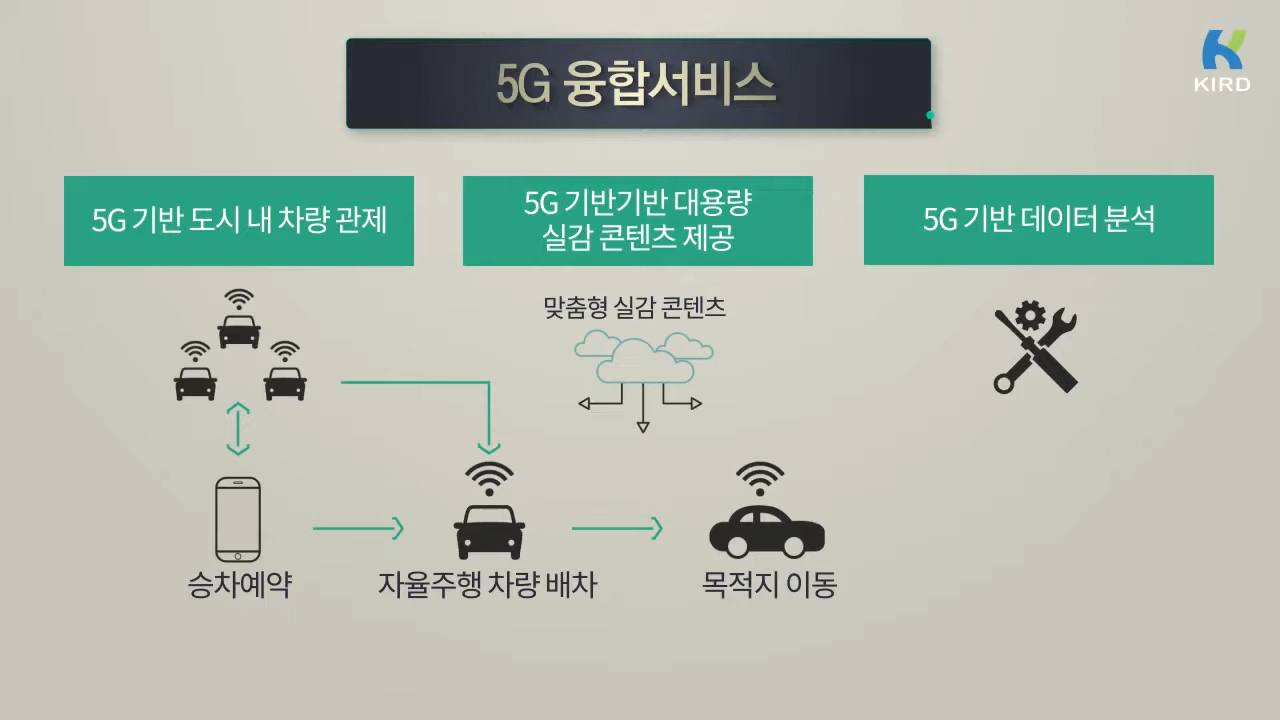 5G 융합서비스
KIRD
5G 기반 도시 내 차량 관제
5G 기반기반 대용량
실감 콘텐츠 제공
5G 기반 데이터 분석
맞춤형 실감 콘텐츠
승차예약
자율주행 차량 배차
목적지 이동